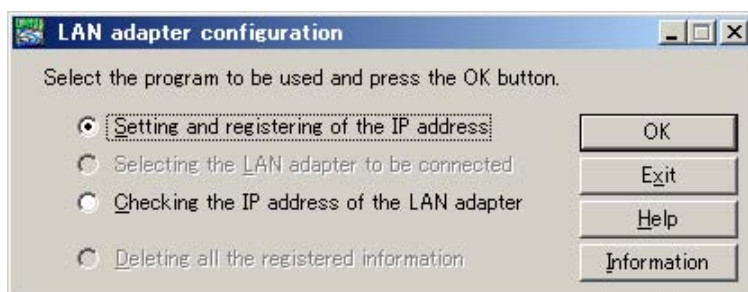 LAN adapter configuration
Select the program to be used and press the OK button.
Setting and registering of the IP address
OK
Selecting the LAN adapter to be connected
Exit
Checking the IP address of the LAN adapter
Help
Deleting all the registered information
Information